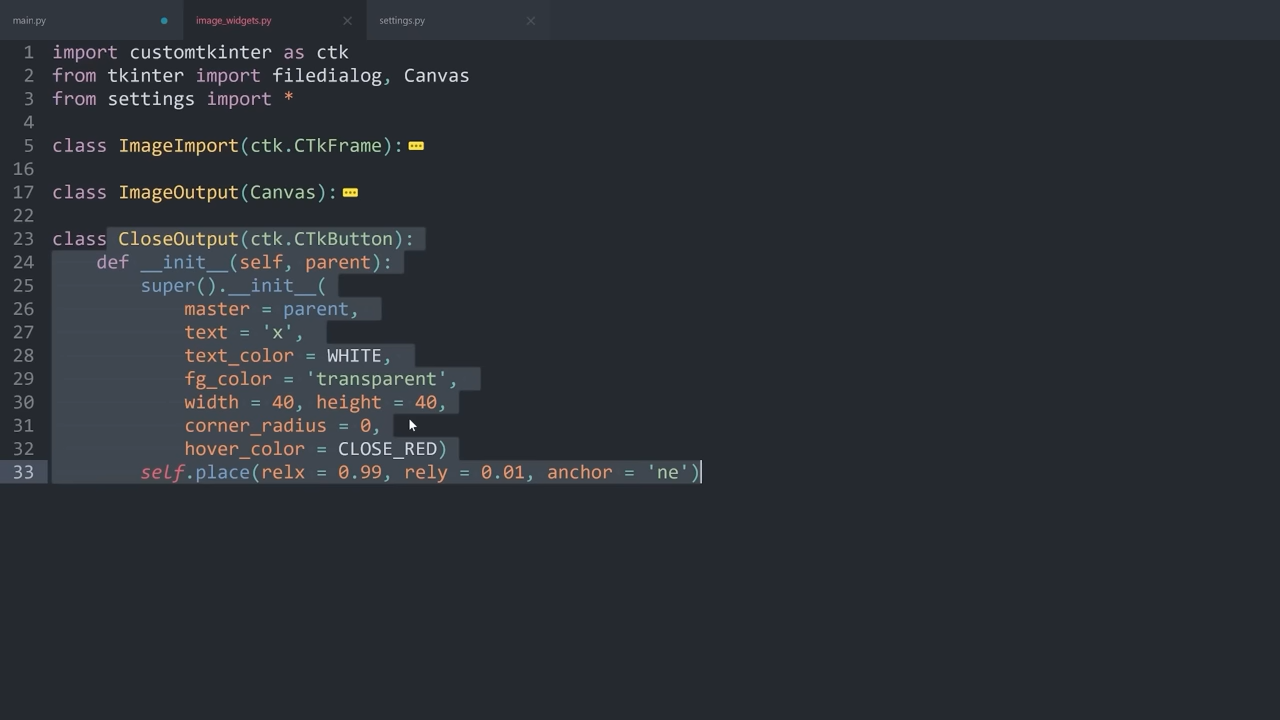 main.py
image_widgets.py
settings.py
1 import customtkinter as ctk
2 from tkinter import filedialog, Canvas
3 from settings import *
4
5 class ImageImport(ctk.CTkFrame):
16
17 class ImageOutput(Canvas):
22
23 class CloseOutput(ctk.CTkButton):
24     def __init__(self, parent):
25         super().__init__(
26             master = parent,
27             text = 'x',
28             text_color = WHITE,
29             fg_color = 'transparent',
30             width = 40, height = 40,
31             corner_radius = 0,
32             hover_color = CLOSE_RED)
33         self.place(relx = 0.99, rely = 0.01, anchor = 'ne')